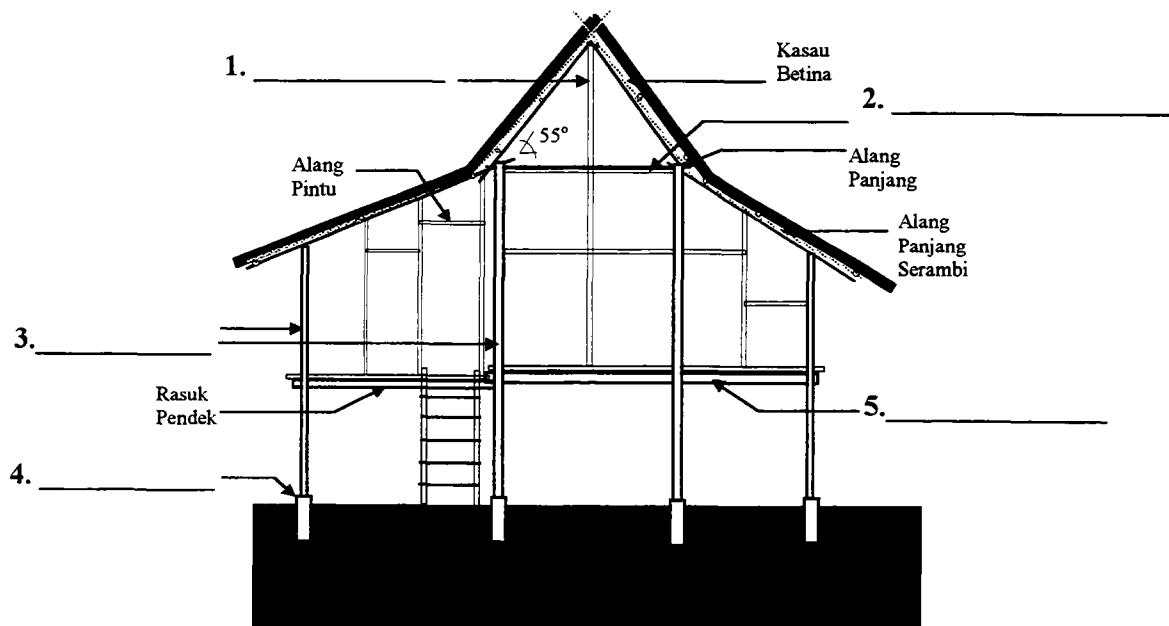 1.
Kasau
Betina
2.
55°
Alang
Pintu
Alang
Panjang
Alang
Panjang
Serambi
3.
Rasuk
Pendek
5.
4.